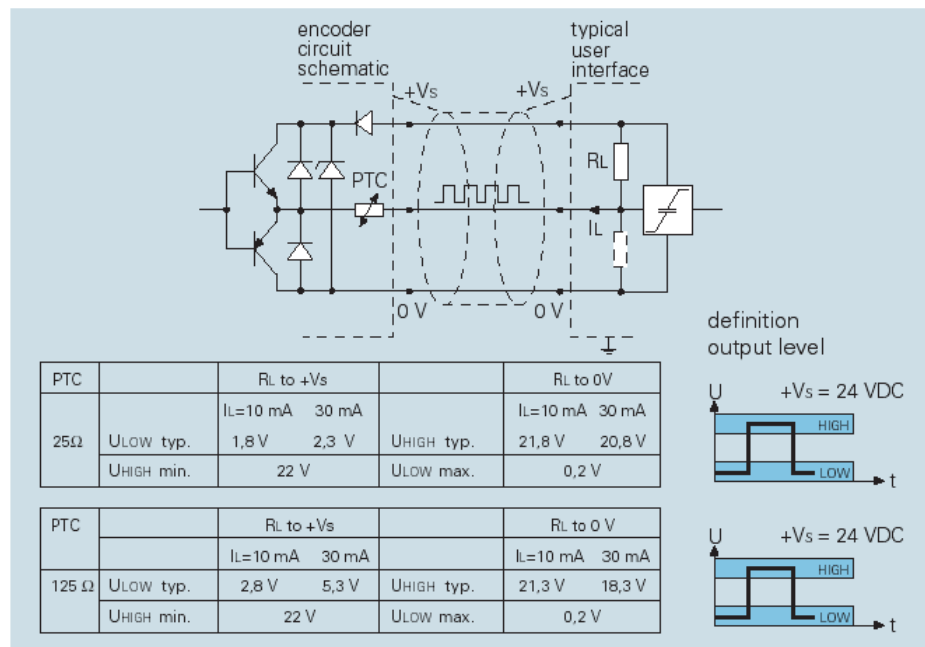 encoder
circuit
schematic
typical
user
interface
+VS
+VS
RL
PTC
IL
0 V
0 V
definition
output level
PTC RL to +VS RL to 0V
IL=10 mA 30 mA IL=10 mA 30 mA
25Ω ULOW typ. 1,8 V 2,3 V UHIGH typ. 21,8 V 20,8 V
UHIGH min. 22 V ULOW max. 0,2 V
U +VS = 24 VDC
HIGH
LOW
t
PTC RL to +VS RL to 0 V
IL=10 mA 30 mA IL=10 mA 30 mA
125 Ω ULOW typ. 2,8 V 5,3 V UHIGH typ. 21,3 V 18,3 V
UHIGH min. 22 V ULOW max. 0,2 V
U +VS = 24 VDC
HIGH
LOW
t